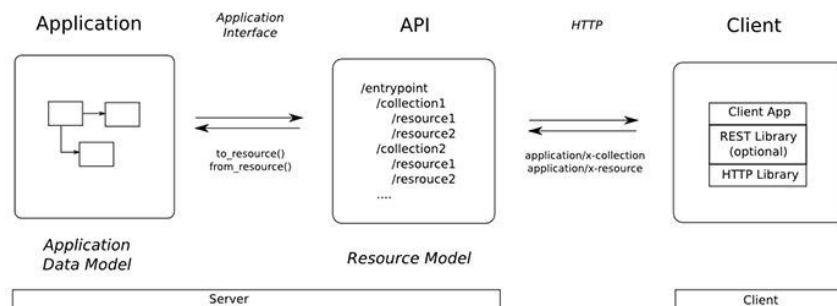 Application
Application
Interface
API
HTTP
Client
/entrypoint
/collection1
/resource1
/resource2
/collection2
/resource1
/resrouce2
....
to_resource()
from_resource()
application/x-collection
application/x-resource
Client App
REST Library
(optional)
HTTP Library
Application
Data Model
Resource Model
Server
Client